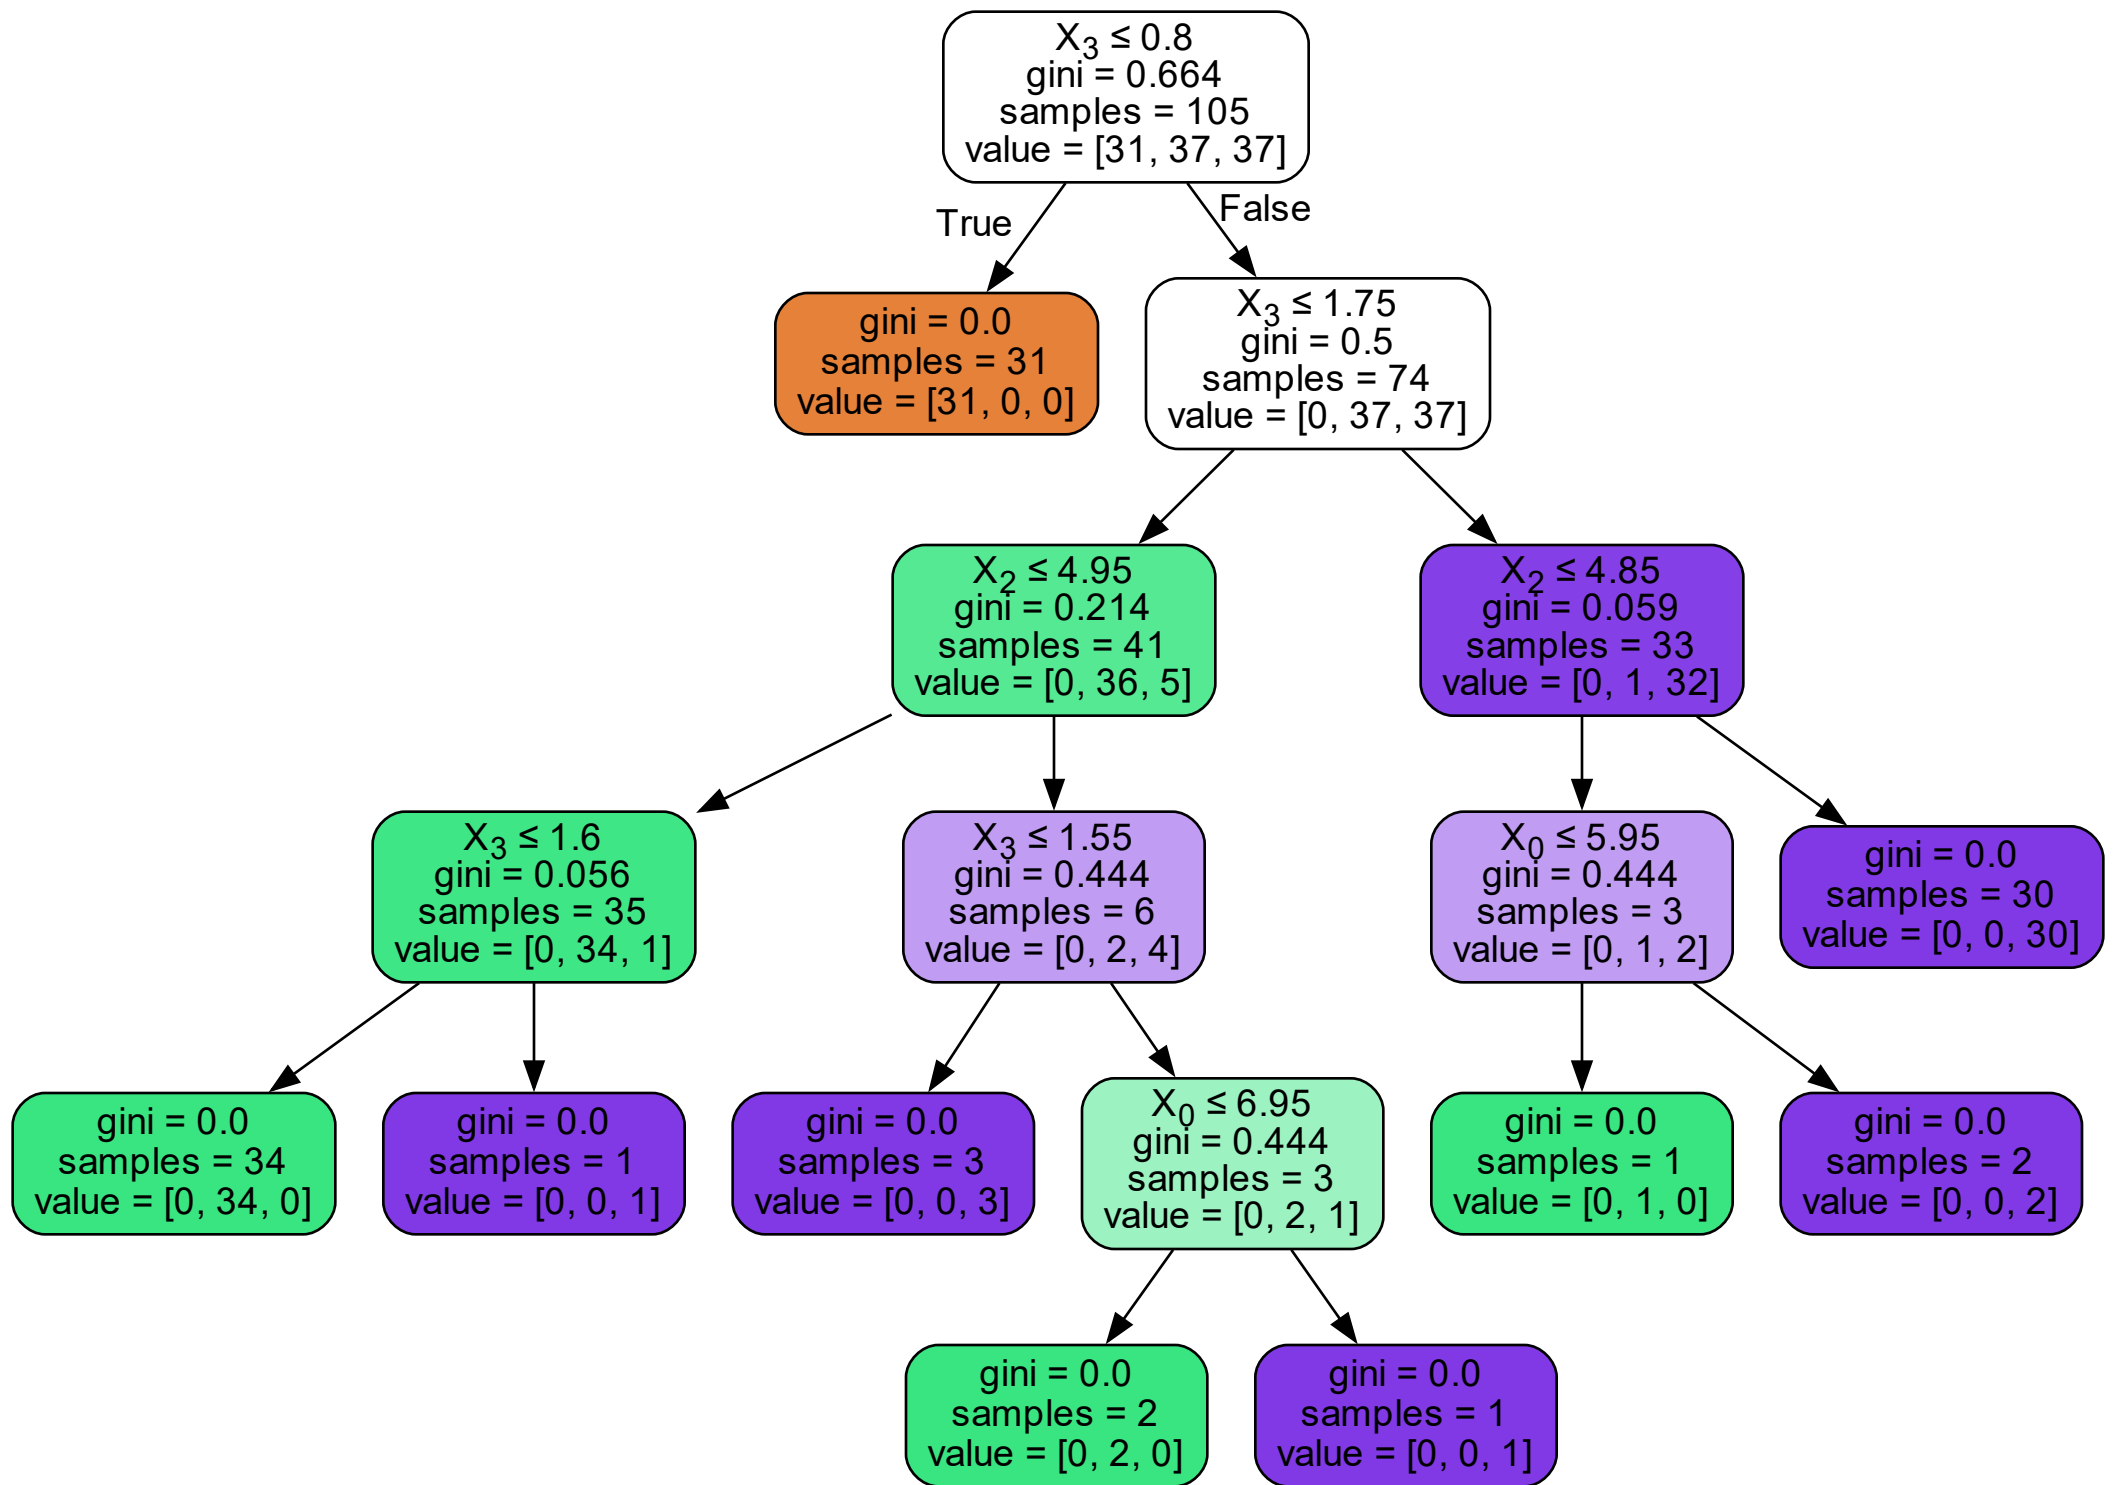 X₃ ≤ 0.8
gini = 0.664
samples = 105
value = [31, 37, 37]
True
False
gini = 0.0
samples = 31
value = [31, 0, 0]
X₃ ≤ 1.75
gini = 0.5
samples = 74
value = [0, 37, 37]
X₂ ≤ 4.95
gini = 0.214
samples = 41
value = [0, 36, 5]
X₂ ≤ 4.85
gini = 0.059
samples = 33
value = [0, 1, 32]
X₃ ≤ 1.6
gini = 0.056
samples = 35
value = [0, 34, 1]
X₃ ≤ 1.55
gini = 0.444
samples = 6
value = [0, 2, 4]
X₀ ≤ 5.95
gini = 0.444
samples = 3
value = [0, 1, 2]
gini = 0.0
samples = 30
value = [0, 0, 30]
gini = 0.0
samples = 34
value = [0, 34, 0]
gini = 0.0
samples = 1
value = [0, 0, 1]
gini = 0.0
samples = 3
value = [0, 0, 3]
X₀ ≤ 6.95
gini = 0.444
samples = 3
value = [0, 2, 1]
gini = 0.0
samples = 1
value = [0, 1, 0]
gini = 0.0
samples = 2
value = [0, 0, 2]
gini = 0.0
samples = 2
value = [0, 2, 0]
gini = 0.0
samples = 1
value = [0, 0, 1]